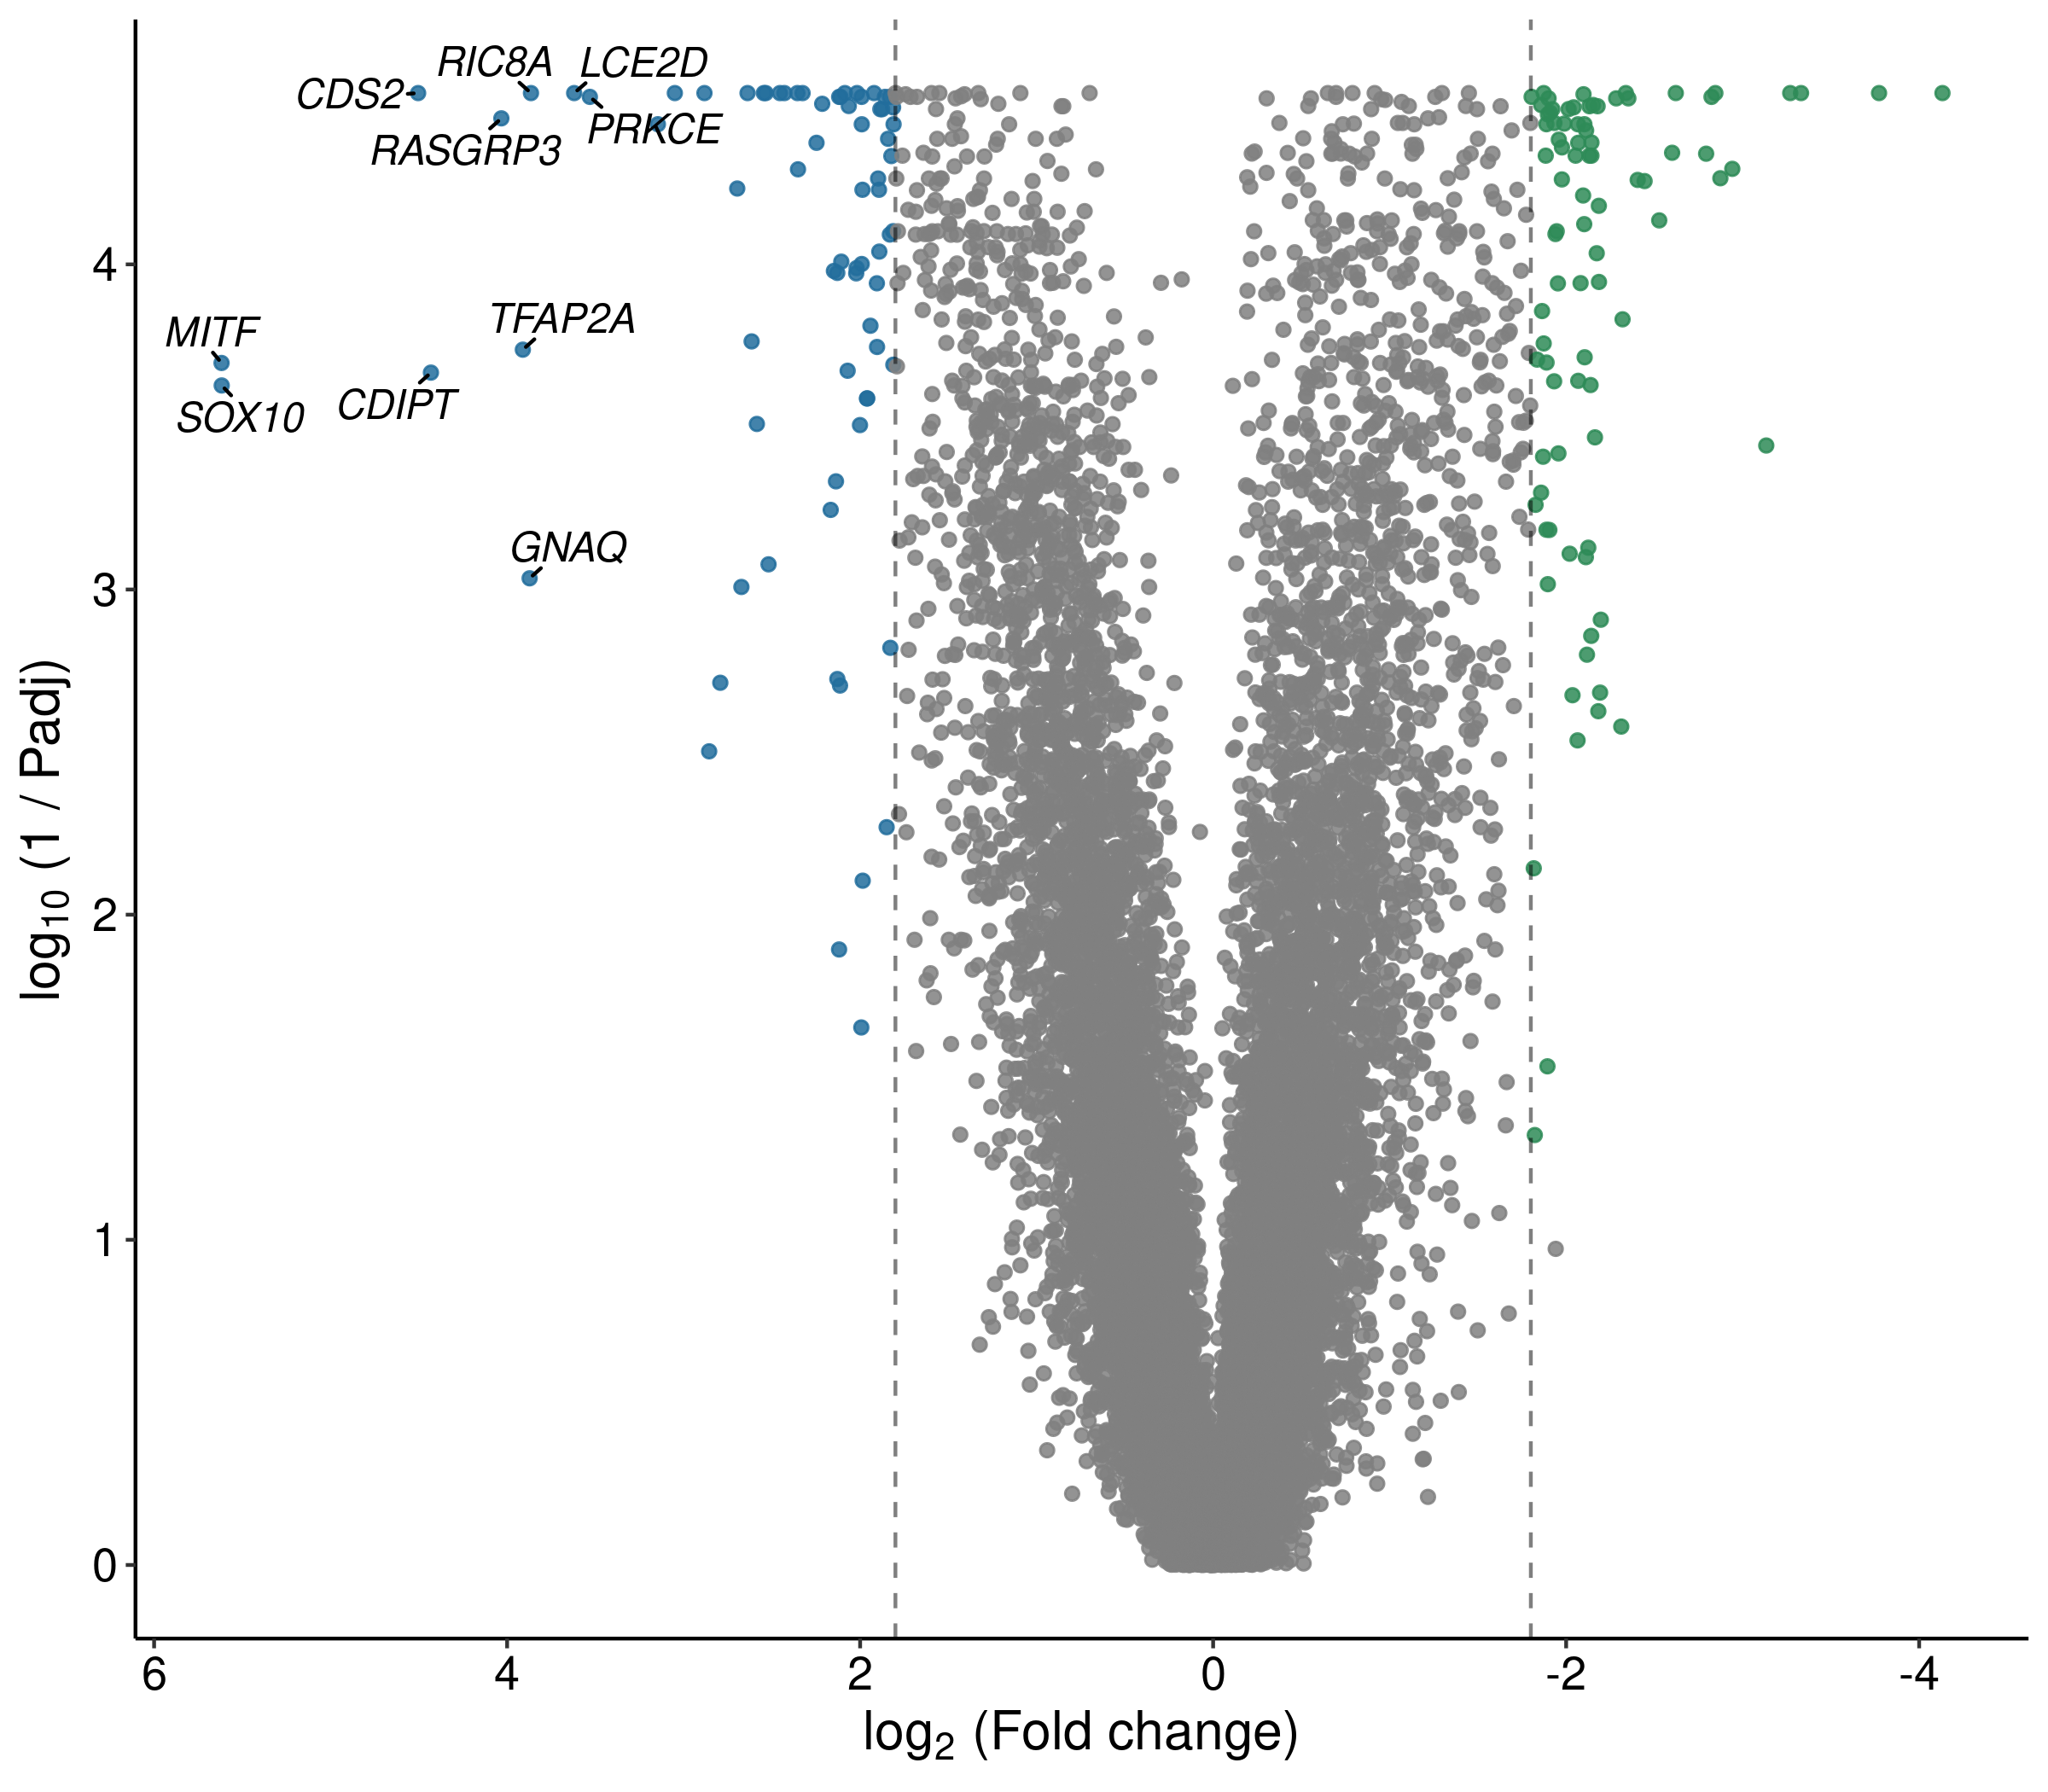 RIC8A LCE2D
CDS2
PRKCE
RASGRP3
TFAP2A
MITF
CDIPT
SOX10
GNAQ
log10 (1 / Padj)
4
3
2
1
0
6 4 2 0 -2 -4
log2 (Fold change)